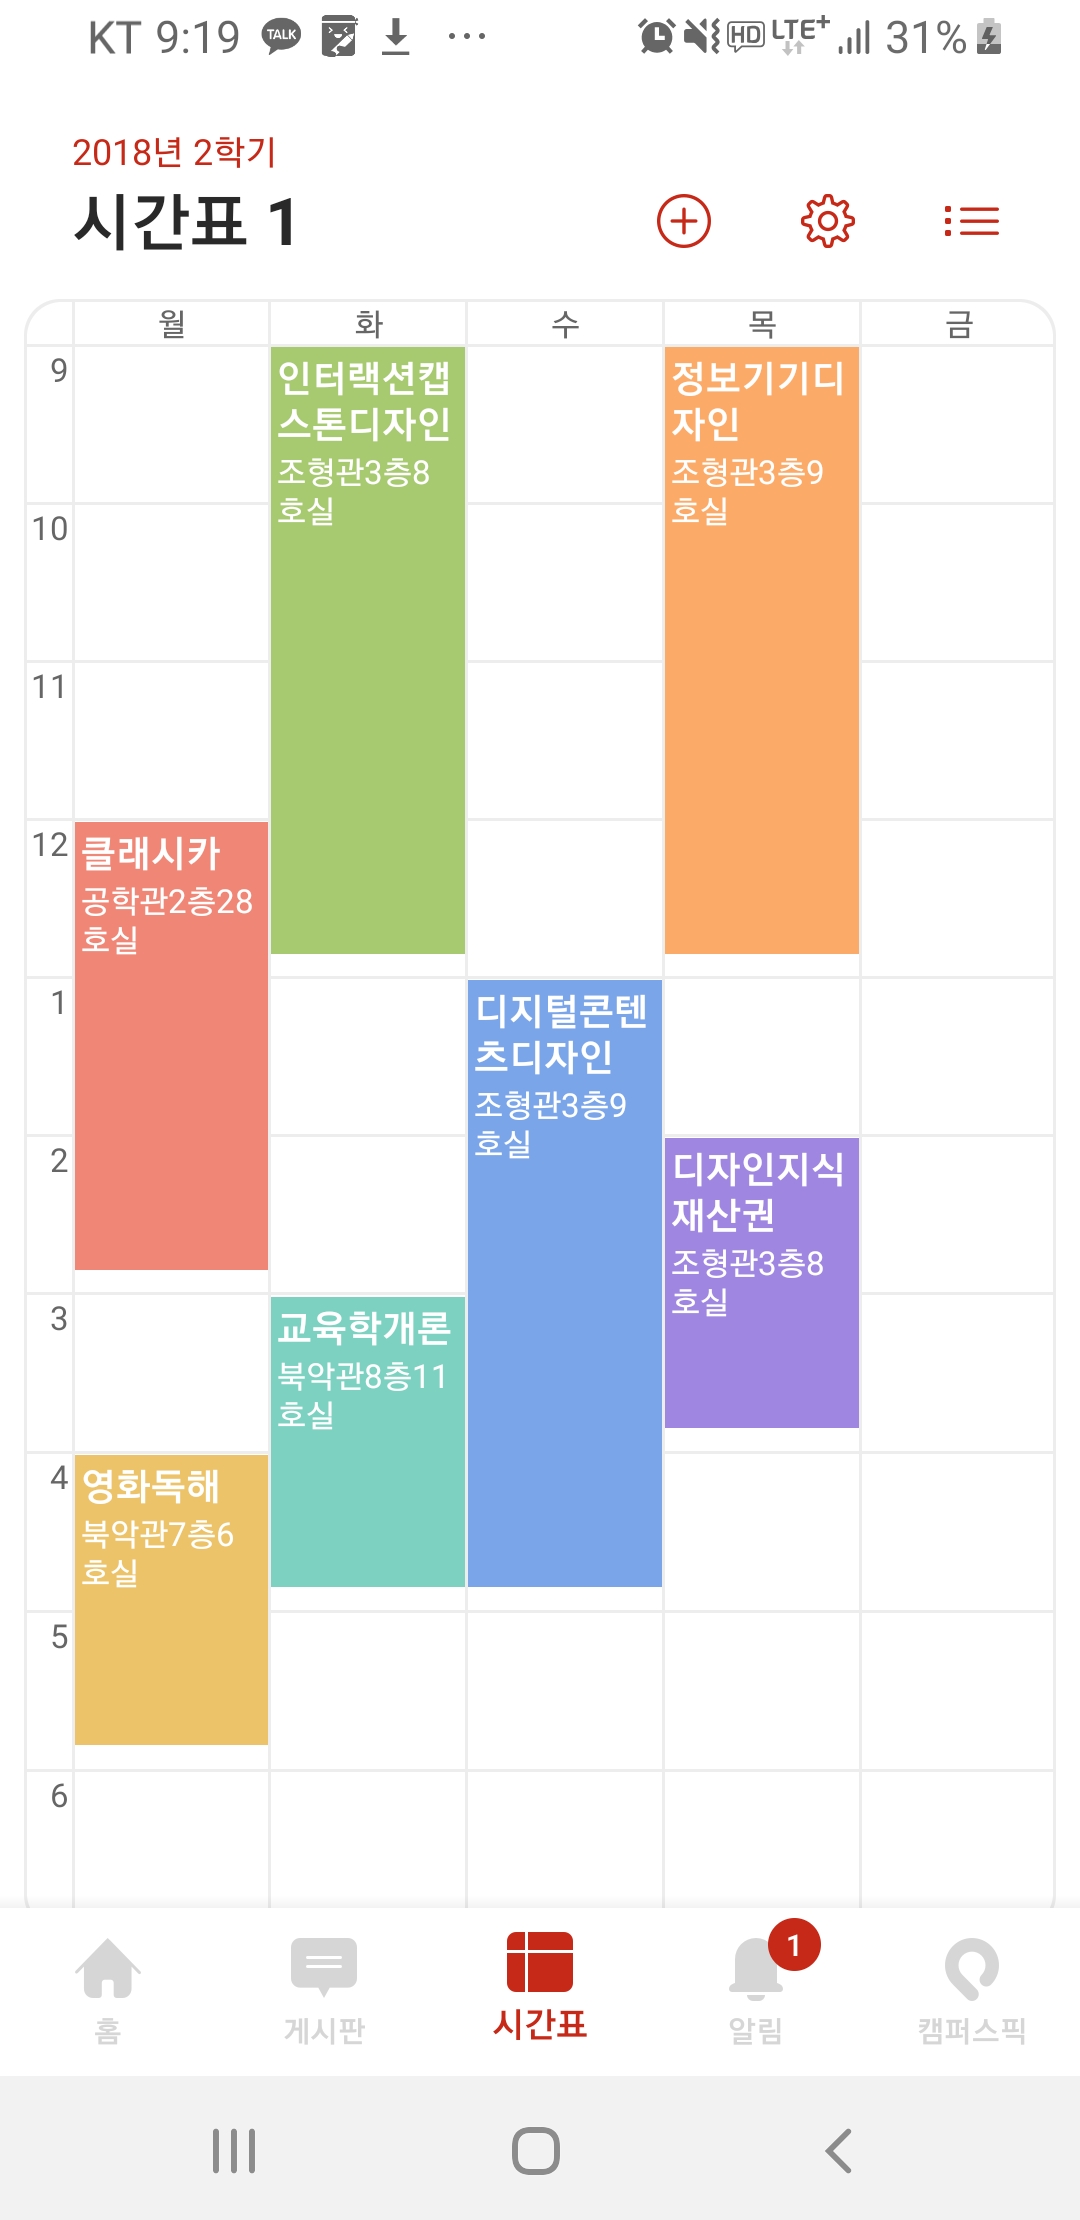 KT 9:19 TALK HD LTE+ 31%
2018년 2학기
시간표 1
월 화 수 목 금
9
인터랙션캡
스톤디자인
조형관3층8
호실
정보기기디
자인
조형관3층9
호실
10
11
12
클래시카
공학관2층28
호실
1
디지털콘텐
츠디자인
조형관3층9
호실
2
디자인지식
재산권
조형관3층8
호실
3
교육학개론
북악관8층11
호실
4
영화독해
북악관7층6
호실
5
6
홈 게시판 시간표 알림 1 캠퍼스픽